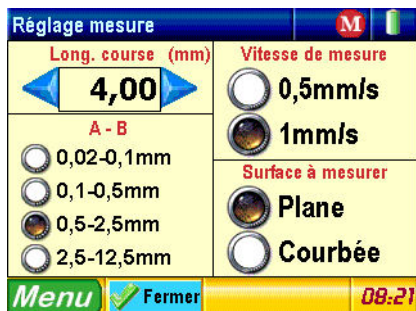 Réglage mesure M
Long. course (mm)
4,00
A - B
0,02-0,1mm
0,1-0,5mm
0,5-2,5mm
2,5-12,5mm
Vitesse de mesure
0,5mm/s
1mm/s
Surface à mesurer
Plane
Courbée
Menu Fermer 08:21